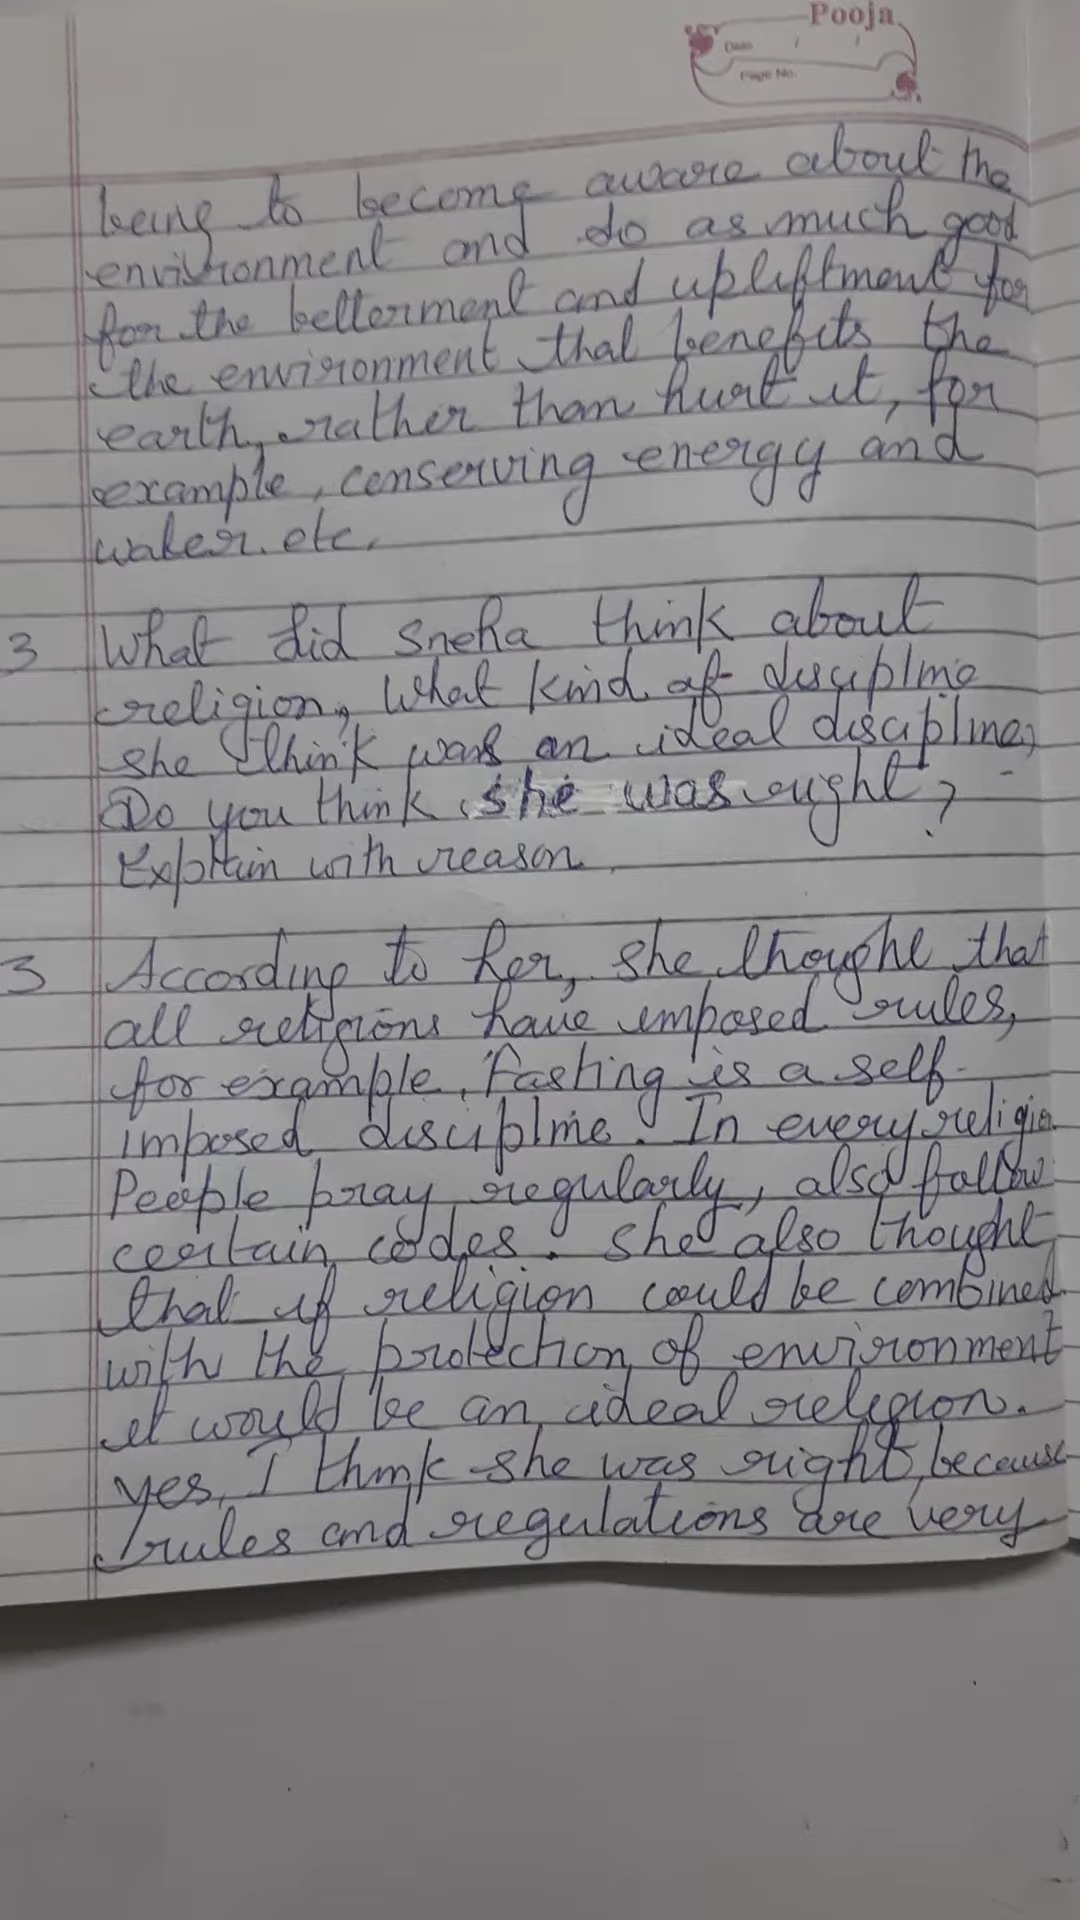 Pooja
Date / /
Page No.
being to become aware about the
environment and do as much good
for the betterment and upliftment for
the environment that benefits the
earth, rather than hurt it, for
example, conserving energy and
water. etc.
3 What did Sneha think about
religion, What kind of discipline
she think was an ideal discipline,
Do you think she was right?
Explain with reason.
3 According to her, she thought that
all religions have imposed rules,
for example, Fasting is a self-
imposed discipline. In every religion
People pray regularly, also follow
certain codes. She also thought
that if religion could be combined
with the protection of environment
it would be an ideal religion.
yes, I think she was right, because
rules and regulations are very